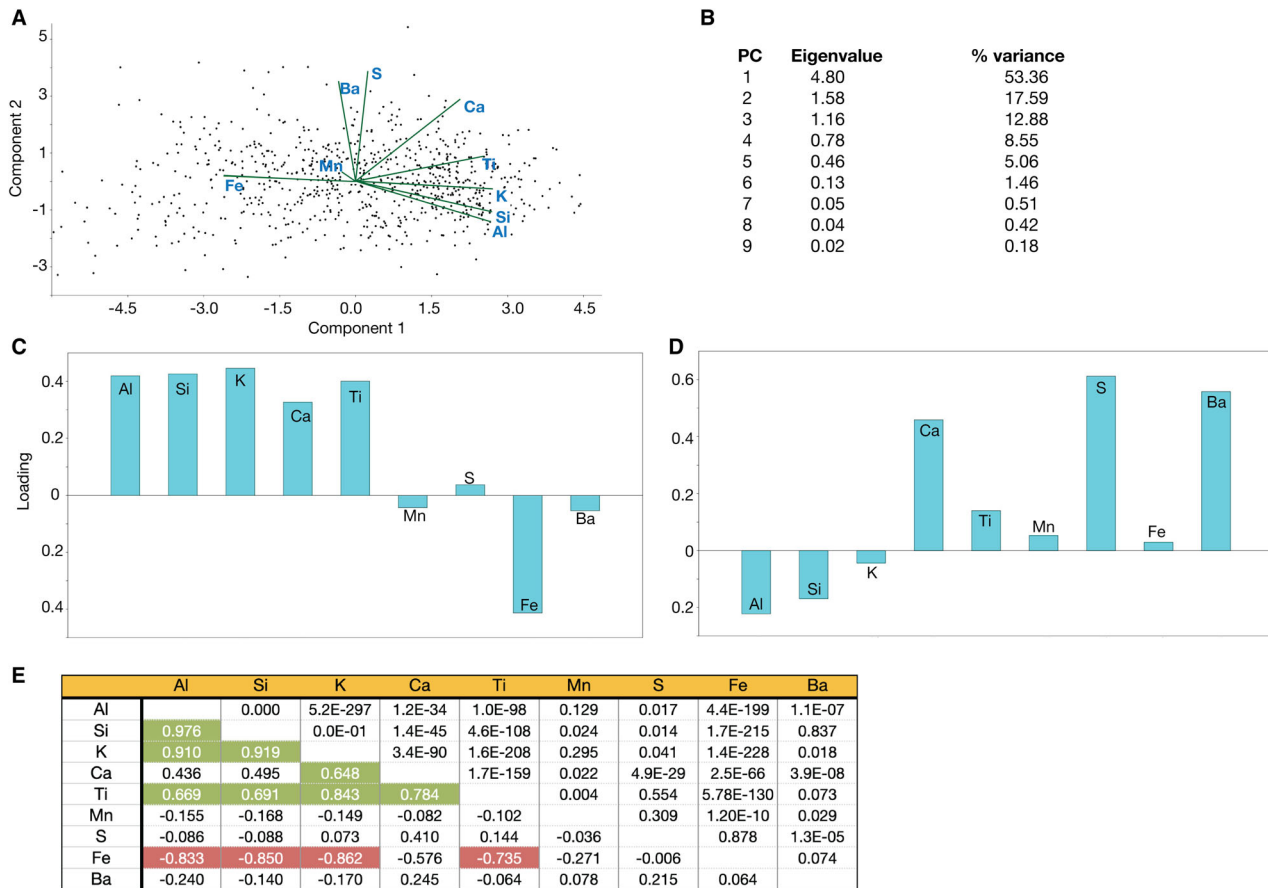 A
5
3
1
-1
-3
Component 2
S
Ba
Ca
Mn
Ti
Fe
K
Si
Al
-4.5 -3.0 -1.5 0.0 1.5 3.0 4.5
Component 1
B
PC Eigenvalue % variance
1 4.80 53.36
2 1.58 17.59
3 1.16 12.88
4 0.78 8.55
5 0.46 5.06
6 0.13 1.46
7 0.05 0.51
8 0.04 0.42
9 0.02 0.18
C
0.4
0.2
0
0.2
0.4
Loading
Al Si K Ca Ti Mn S Fe Ba
D
0.6
0.4
0.2
0
0.2
Al Si K Ca Ti Mn S Fe Ba
E
Al Si K Ca Ti Mn S Fe Ba
Al 0.000 5.2E-297 1.2E-34 1.0E-98 0.129 0.017 4.4E-199 1.1E-07
Si 0.976 0.0E-01 1.4E-45 4.6E-108 0.024 0.014 1.7E-215 0.837
K 0.910 0.919 3.4E-90 1.6E-208 0.295 0.041 1.4E-228 0.018
Ca 0.436 0.495 0.648 1.7E-159 0.022 4.9E-29 2.5E-66 3.9E-08
Ti 0.669 0.691 0.843 0.784 0.004 0.554 5.78E-130 0.073
Mn -0.155 -0.168 -0.149 -0.082 -0.102 0.309 1.20E-10 0.029
S -0.086 -0.088 0.073 0.410 0.144 -0.036 0.878 1.3E-05
Fe -0.833 -0.850 -0.862 -0.576 -0.735 -0.271 -0.006 0.074
Ba -0.240 -0.140 -0.170 0.245 -0.064 0.078 0.215 0.064